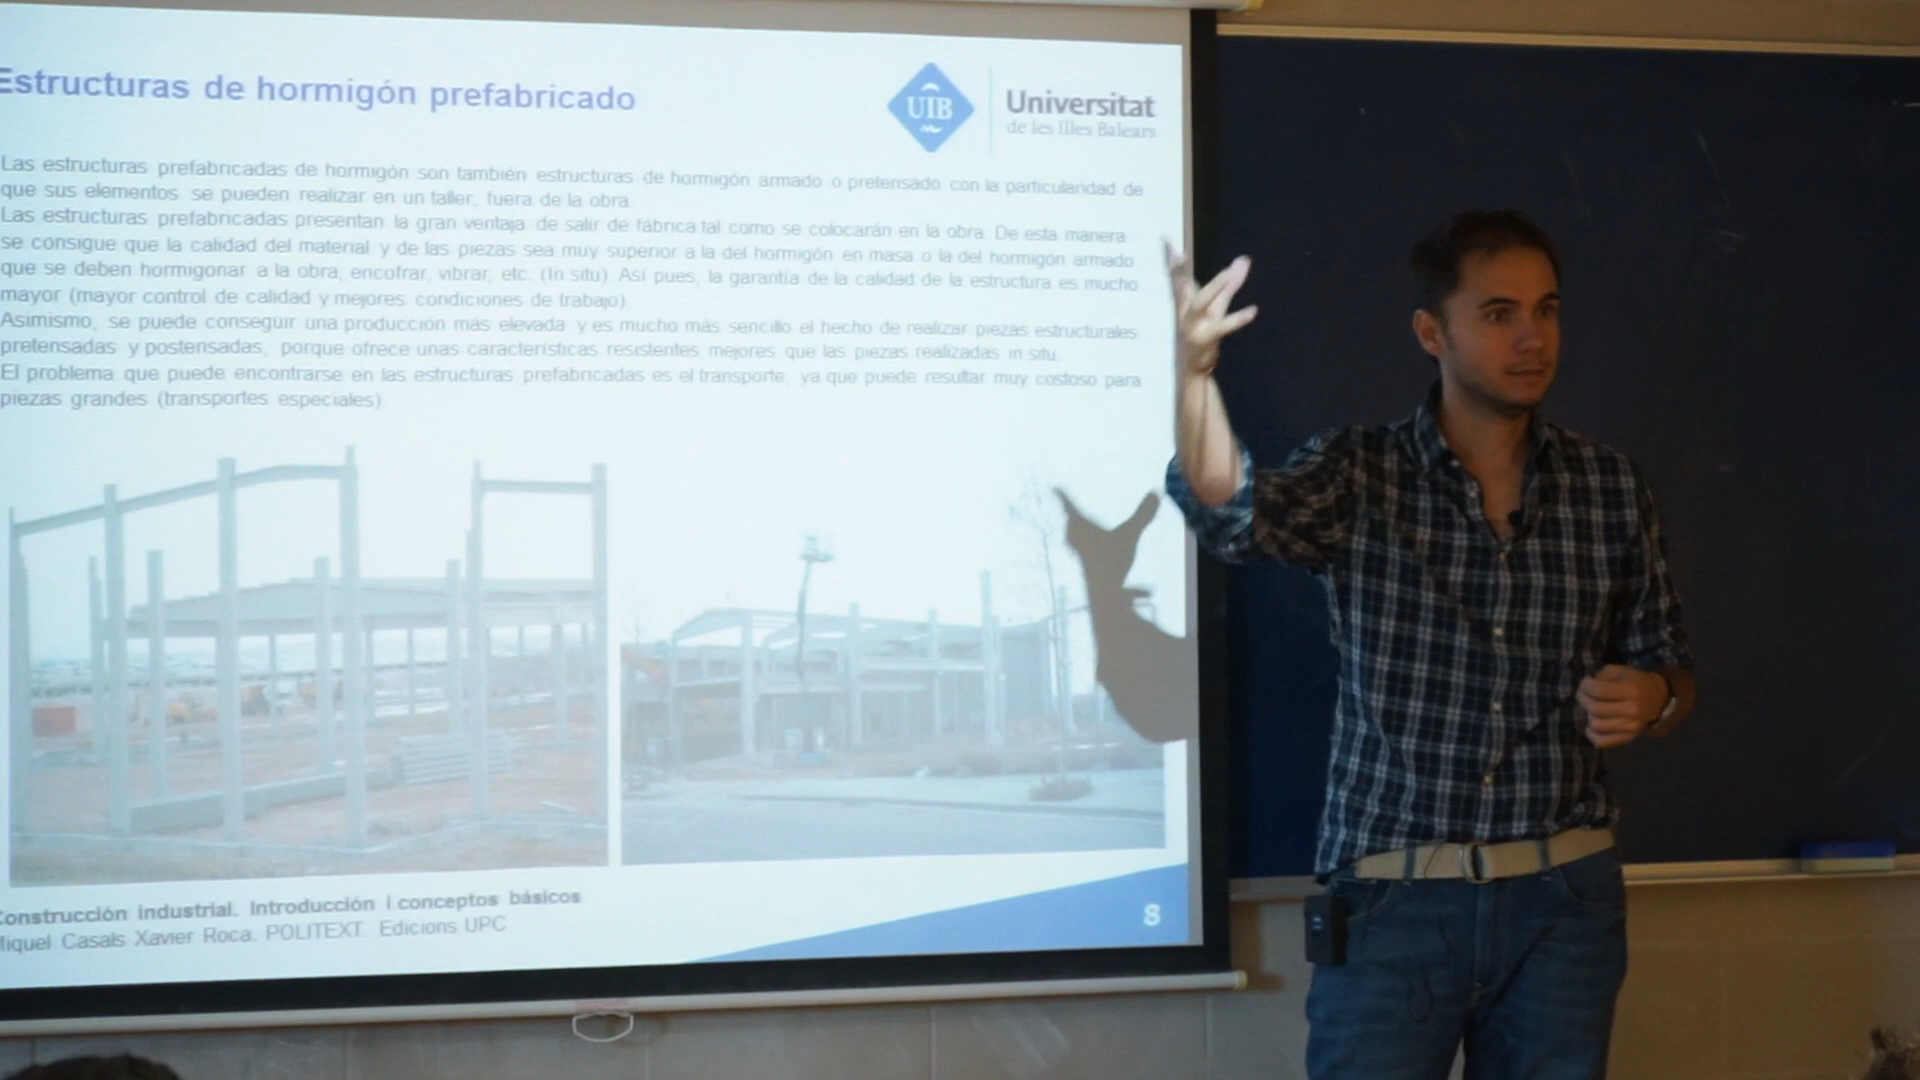 Estructuras de hormigón prefabricado
UIB
Universitat
de les Illes Balears
Las estructuras prefabricadas de hormigón son también estructuras de hormigón armado o pretensado con la particularidad de
que sus elementos se pueden realizar en un taller, fuera de la obra.
Las estructuras prefabricadas presentan la gran ventaja de salir de fábrica tal como se colocarán en la obra. De esta manera
se consigue que la calidad del material y de las piezas sea muy superior a la del hormigón en masa o la del hormigón armado
que se deben hormigonar a la obra, encofrar, vibrar, etc. (In situ). Así pues, la garantía de la calidad de la estructura es mucho
mayor (mayor control de calidad y mejores condiciones de trabajo).
Asimismo, se puede conseguir una producción más elevada y es mucho más sencillo el hecho de realizar piezas estructurales
pretensadas y postensadas, porque ofrece unas características resistentes mejores que las piezas realizadas in situ.
El problema que puede encontrarse en las estructuras prefabricadas es el transporte, ya que puede resultar muy costoso para
piezas grandes (transportes especiales).
Construcción industrial. Introducción i conceptos básicos
Miquel Casals Xavier Roca. POLITEXT. Edicions UPC
8